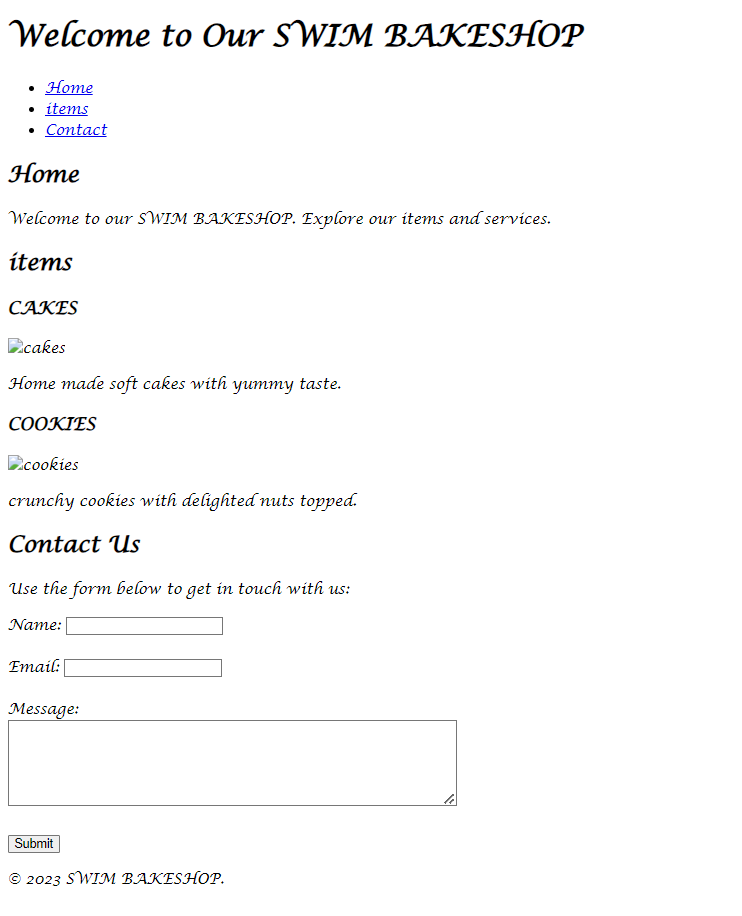 Welcome to Our SWIM BAKESHOP
Home
items
Contact
Home
Welcome to our SWIM BAKESHOP. Explore our items and services.
items
CAKES
cakes
Home made soft cakes with yummy taste.
COOKIES
cookies
crunchy cookies with delighted nuts topped.
Contact Us
Use the form below to get in touch with us:
Name:
Email:
Message:
Submit
© 2023 SWIM BAKESHOP.